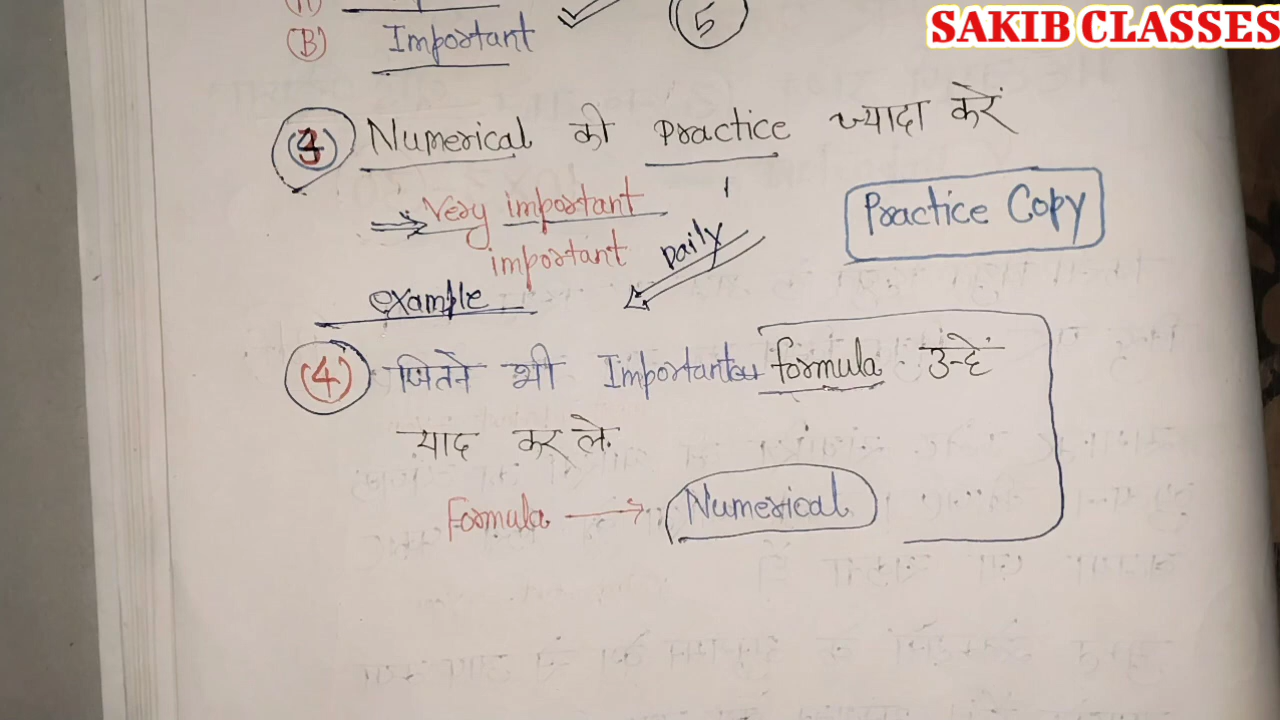 SAKIB CLASSES
(B) Important
5
(3) Numerical की Practice ज्यादा करें
Very important
Practice Copy
important
Daily
example
(4) जितने भी Important formula उन्हें
याद कर ले.
Formula → Numerical